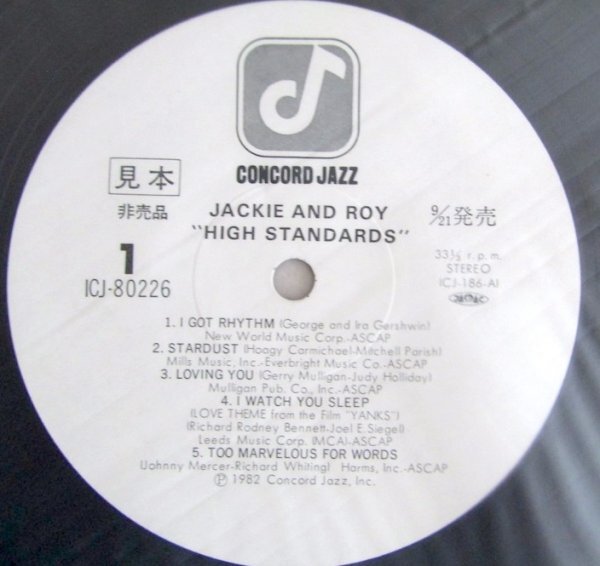 CONCORD JAZZ
見本
非売品
JACKIE AND ROY
"HIGH STANDARDS"
9/21発売
1
ICJ-80226
33⅓ r.p.m.
STEREO
ICJ-186-A1
1. I GOT RHYTHM (George and Ira Gershwin)
New World Music Corp.-ASCAP
2. STARDUST (Hoagy Carmichael-Mitchell Parish)
Mills Music, Inc.-Everbright Music Co.-ASCAP
3. LOVING YOU (Gerry Mulligan-Judy Holliday)
Mulligan Pub. Co., Inc.-ASCAP
4. I WATCH YOU SLEEP
(LOVE THEME from the Film "YANKS")
(Richard Rodney Bennett-Joel E. Siegel)
Leeds Music Corp. (MCA)-ASCAP
5. TOO MARVELOUS FOR WORDS
(Johnny Mercer-Richard Whiting) Harms, Inc.-ASCAP
Ⓟ1982 Concord Jazz, Inc.